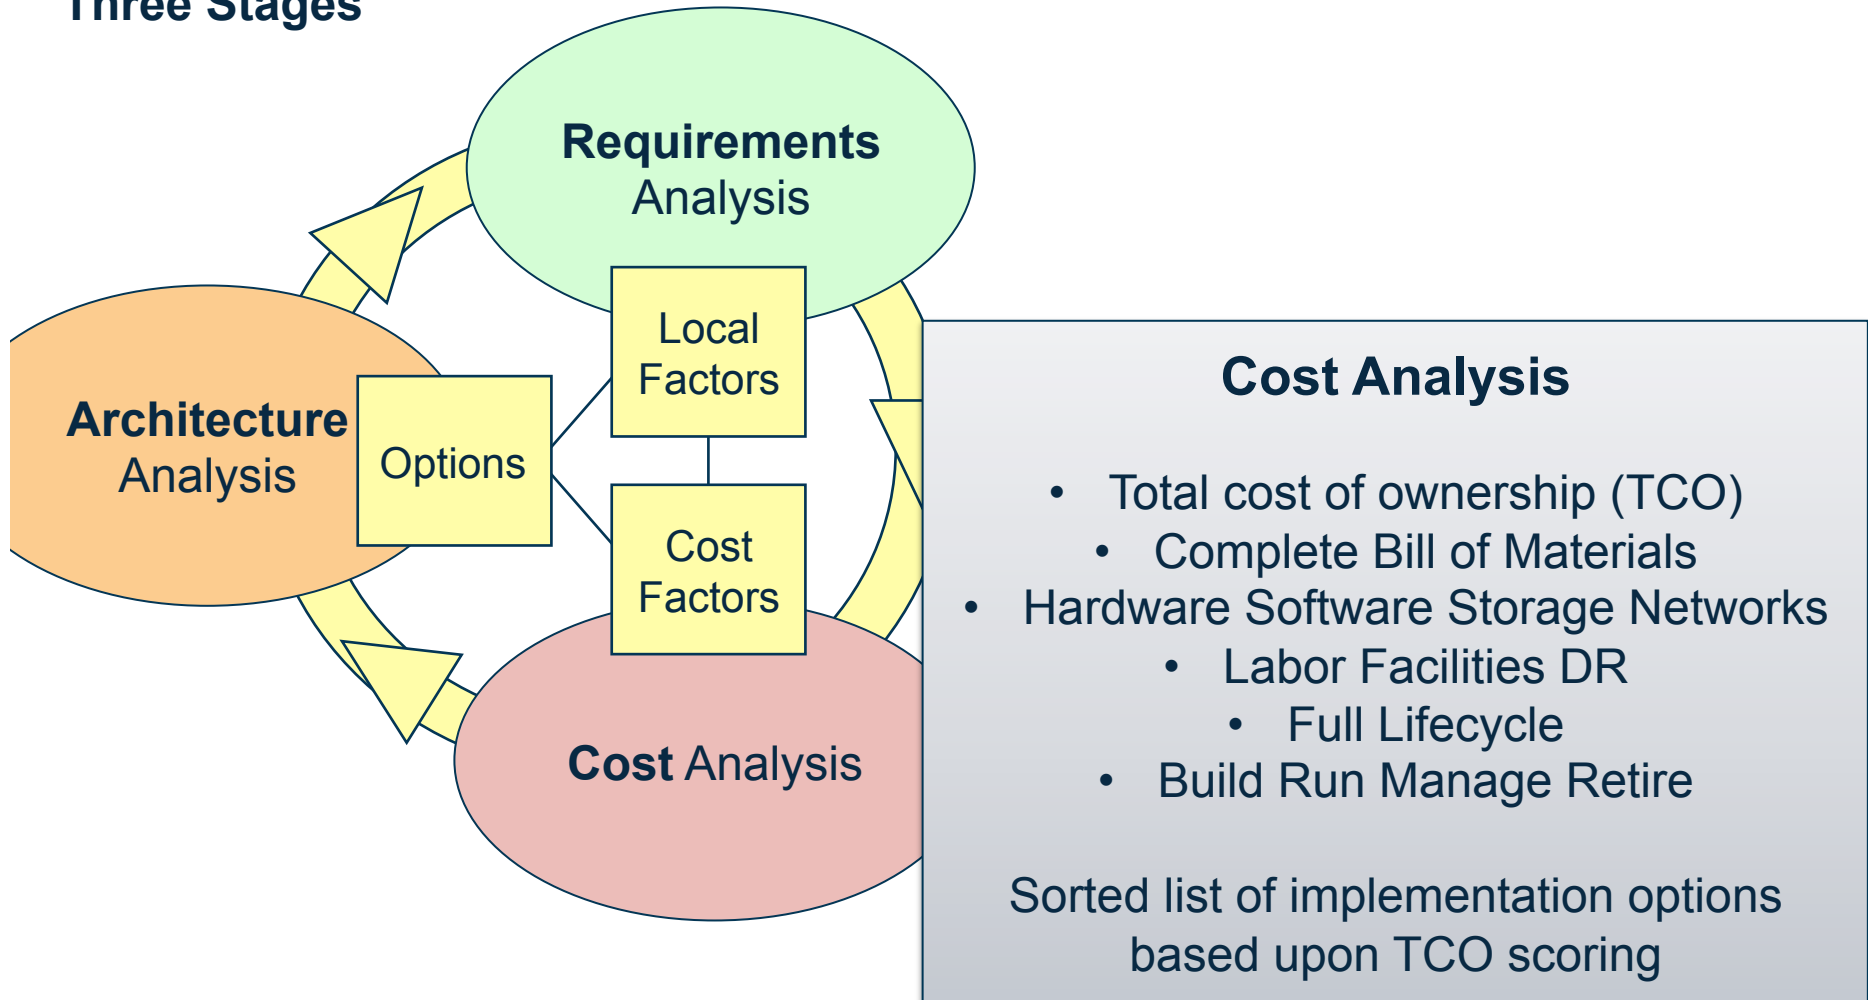 Three Stages
Requirements
Analysis
Local
Factors
Architecture
Analysis
Options
Cost
Factors
Cost Analysis
Cost Analysis
• Total cost of ownership (TCO)
• Complete Bill of Materials
• Hardware Software Storage Networks
• Labor Facilities DR
• Full Lifecycle
• Build Run Manage Retire
Sorted list of implementation options
based upon TCO scoring